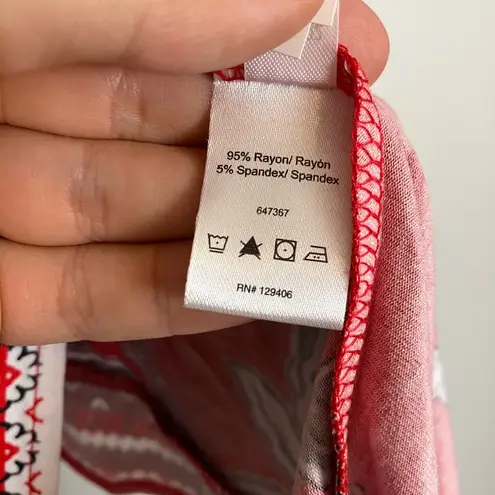 95% Rayon/ Rayón
5% Spandex/ Spandex
647367
RN# 129406